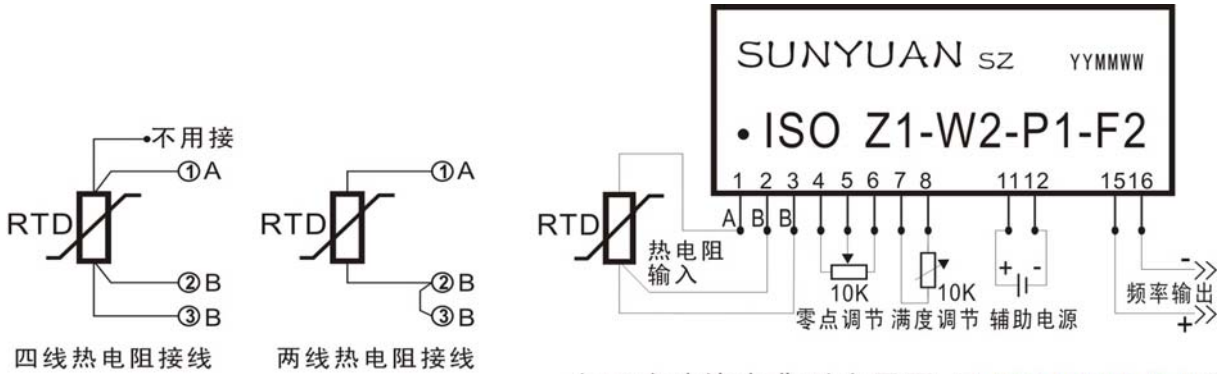 不用接
①A
RTD
②B
③B
四线热电阻接线
①A
RTD
②B
③B
两线热电阻接线
SUNYUAN SZ YYMMWW
•ISO Z1-W2-P1-F2
1 2 3 4 5 6 7 8 11 12 15 16
A B B
RTD
热电阻
输入
10K
零点调节
10K
满度调节
+ -
辅助电源
-
频率输出
+